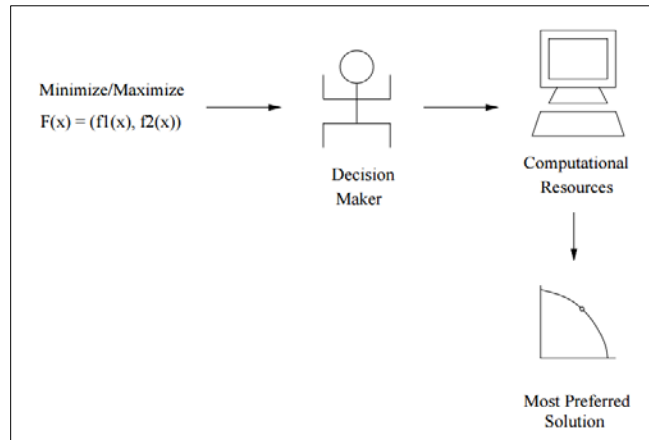 Minimize/Maximize
F(x) = (f1(x), f2(x))
Decision
Maker
Computational
Resources
Most Preferred
Solution